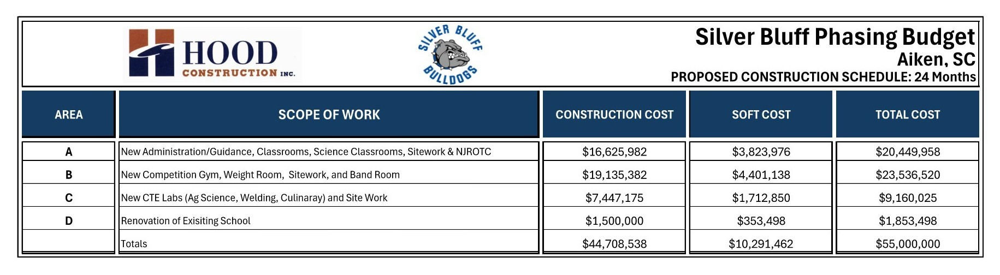 HOOD
CONSTRUCTION INC.
SILVER BLUFF
BULLDOGS
Silver Bluff Phasing Budget
Aiken, SC
PROPOSED CONSTRUCTION SCHEDULE: 24 Months
AREA SCOPE OF WORK CONSTRUCTION COST SOFT COST TOTAL COST
A New Administration/Guidance, Classrooms, Science Classrooms, Sitework & NJROTC $16,625,982 $3,823,976 $20,449,958
B New Competition Gym, Weight Room, Sitework, and Band Room $19,135,382 $4,401,138 $23,536,520
C New CTE Labs (Ag Science, Welding, Culinaray) and Site Work $7,447,175 $1,712,850 $9,160,025
D Renovation of Exisiting School $1,500,000 $353,498 $1,853,498
Totals $44,708,538 $10,291,462 $55,000,000